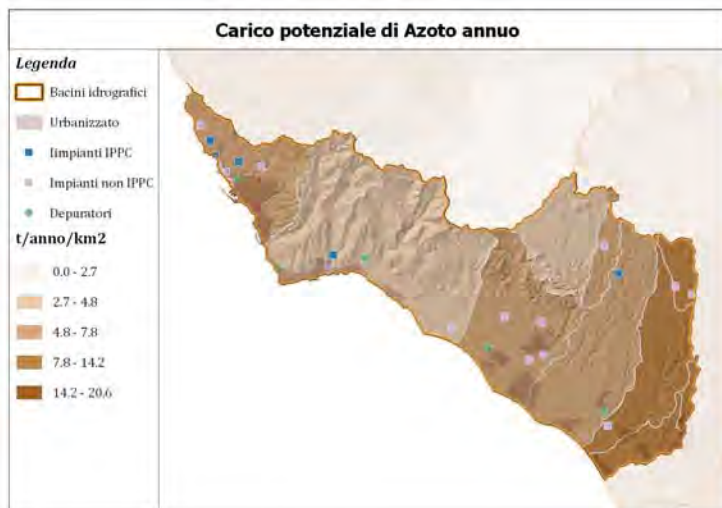 Carico potenziale di Azoto annuo
Legenda
Bacini idrografici
Urbanizzato
Iimpianti IPPC
Impianti non IPPC
Depuratori
t/anno/km2
0.0 - 2.7
2.7 - 4.8
4.8 - 7.8
7.8 - 14.2
14.2 - 20.6